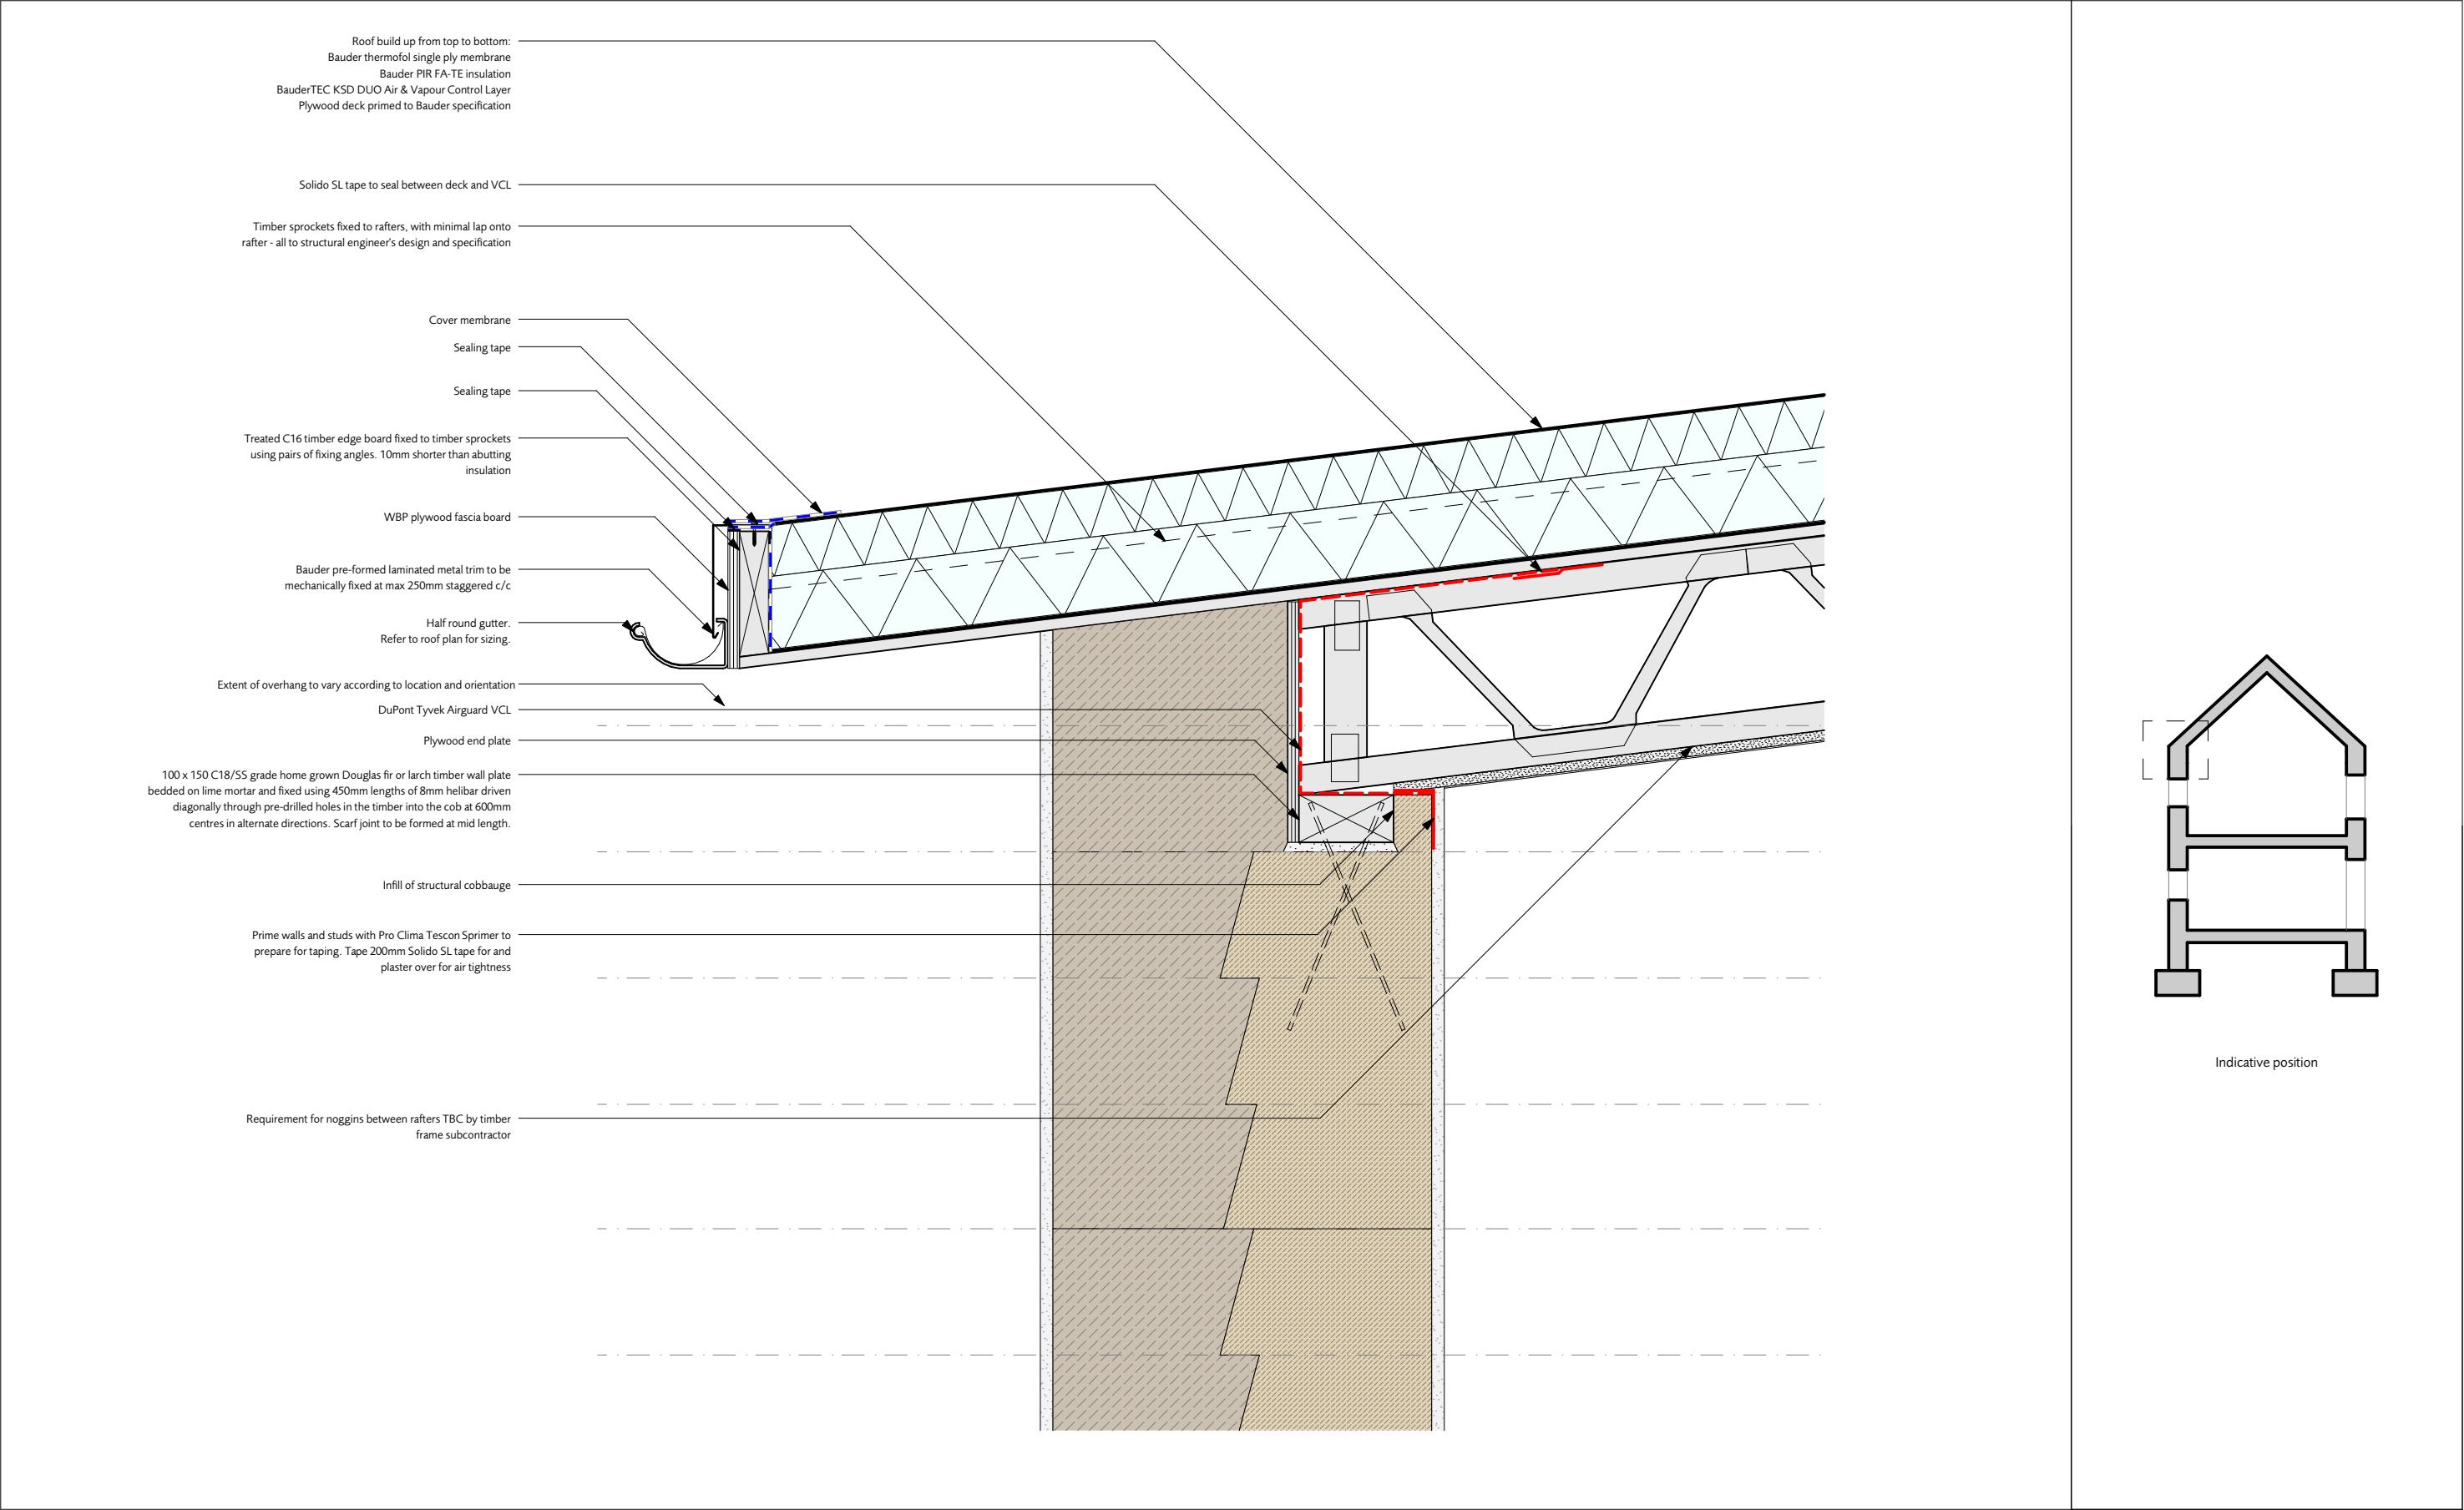 Roof build up from top to bottom:
Bauder thermofol single ply membrane
Bauder PIR FA-TE insulation
BauderTEC KSD DUO Air & Vapour Control Layer
Plywood deck primed to Bauder specification
Solido SL tape to seal between deck and VCL
Timber sprockets fixed to rafters, with minimal lap onto
rafter - all to structural engineer's design and specification
Cover membrane
Sealing tape
Sealing tape
Treated C16 timber edge board fixed to timber sprockets
using pairs of fixing angles. 10mm shorter than abutting
insulation
WBP plywood fascia board
Bauder pre-formed laminated metal trim to be
mechanically fixed at max 250mm staggered c/c
Half round gutter.
Refer to roof plan for sizing.
Extent of overhang to vary according to location and orientation
DuPont Tyvek Airguard VCL
Plywood end plate
100 x 150 C18/SS grade home grown Douglas fir or larch timber wall plate
bedded on lime mortar and fixed using 450mm lengths of 8mm helibar driven
diagonally through pre-drilled holes in the timber into the cob at 600mm
centres in alternate directions. Scarf joint to be formed at mid length.
Infill of structural cobbauge
Prime walls and studs with Pro Clima Tescon Sprimer to
prepare for taping. Tape 200mm Solido SL tape for and
plaster over for air tightness
Requirement for noggins between rafters TBC by timber
frame subcontractor
Indicative position